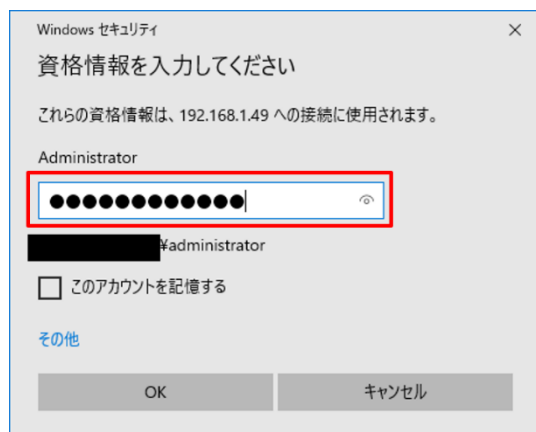 Windows セキュリティ
資格情報を入力してください
これらの資格情報は、192.168.1.49 への接続に使用されます。
Administrator
●●●●●●●●●●●●
¥administrator
このアカウントを記憶する
その他
OK
キャンセル